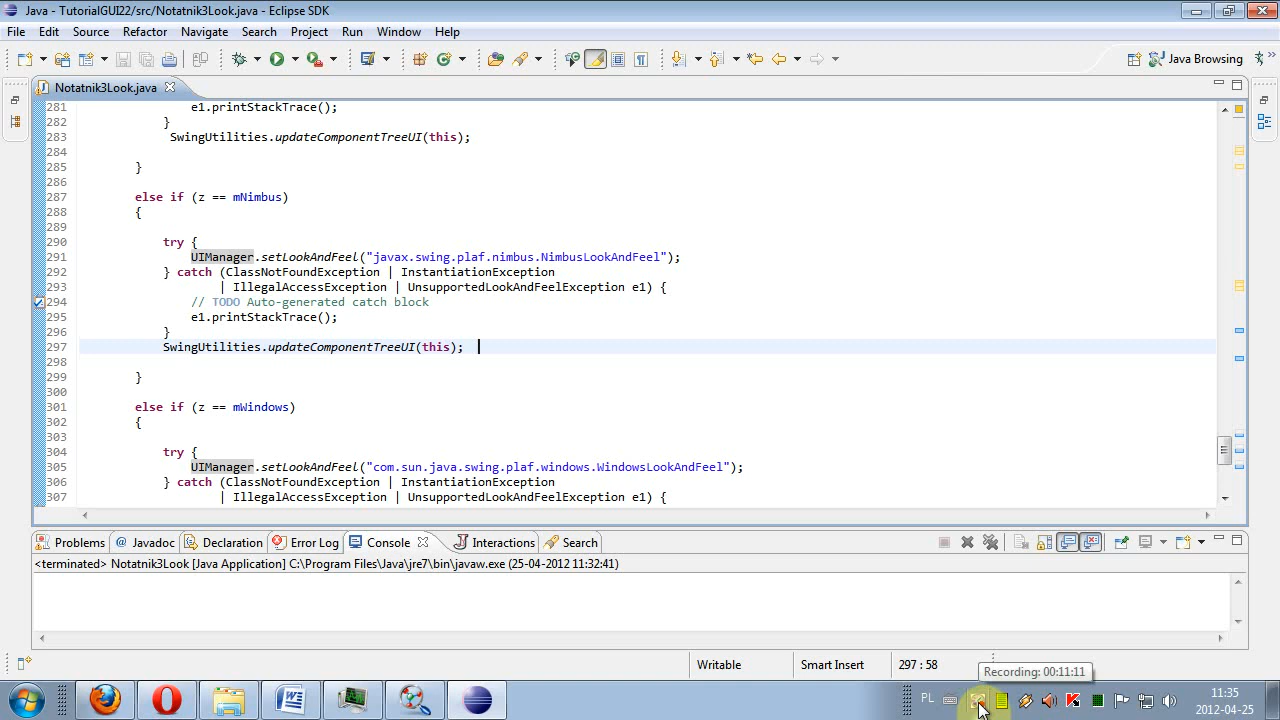 Java - TutorialGUI22/src/Notatnik3Look.java - Eclipse SDK
File Edit Source Refactor Navigate Search Project Run Window Help
Java Browsing
Notatnik3Look.java
281 e1.printStackTrace();
282 }
283 SwingUtilities.updateComponentTreeUI(this);
284
285 }
286
287 else if (z == mNimbus)
288 {
289
290 try {
291 UIManager.setLookAndFeel("javax.swing.plaf.nimbus.NimbusLookAndFeel");
292 } catch (ClassNotFoundException | InstantiationException
293 | IllegalAccessException | UnsupportedLookAndFeelException e1) {
294 // TODO Auto-generated catch block
295 e1.printStackTrace();
296 }
297 SwingUtilities.updateComponentTreeUI(this);
298
299 }
300
301 else if (z == mWindows)
302 {
303
304 try {
305 UIManager.setLookAndFeel("com.sun.java.swing.plaf.windows.WindowsLookAndFeel");
306 } catch (ClassNotFoundException | InstantiationException
307 | IllegalAccessException | UnsupportedLookAndFeelException e1) {
Problems Javadoc Declaration Error Log Console Interactions Search
<terminated> Notatnik3Look [Java Application] C:\Program Files\Java\jre7\bin\javaw.exe (25-04-2012 11:32:41)
Writable Smart Insert 297 : 58
Recording: 00:11:11
PL 11:35
2012-04-25